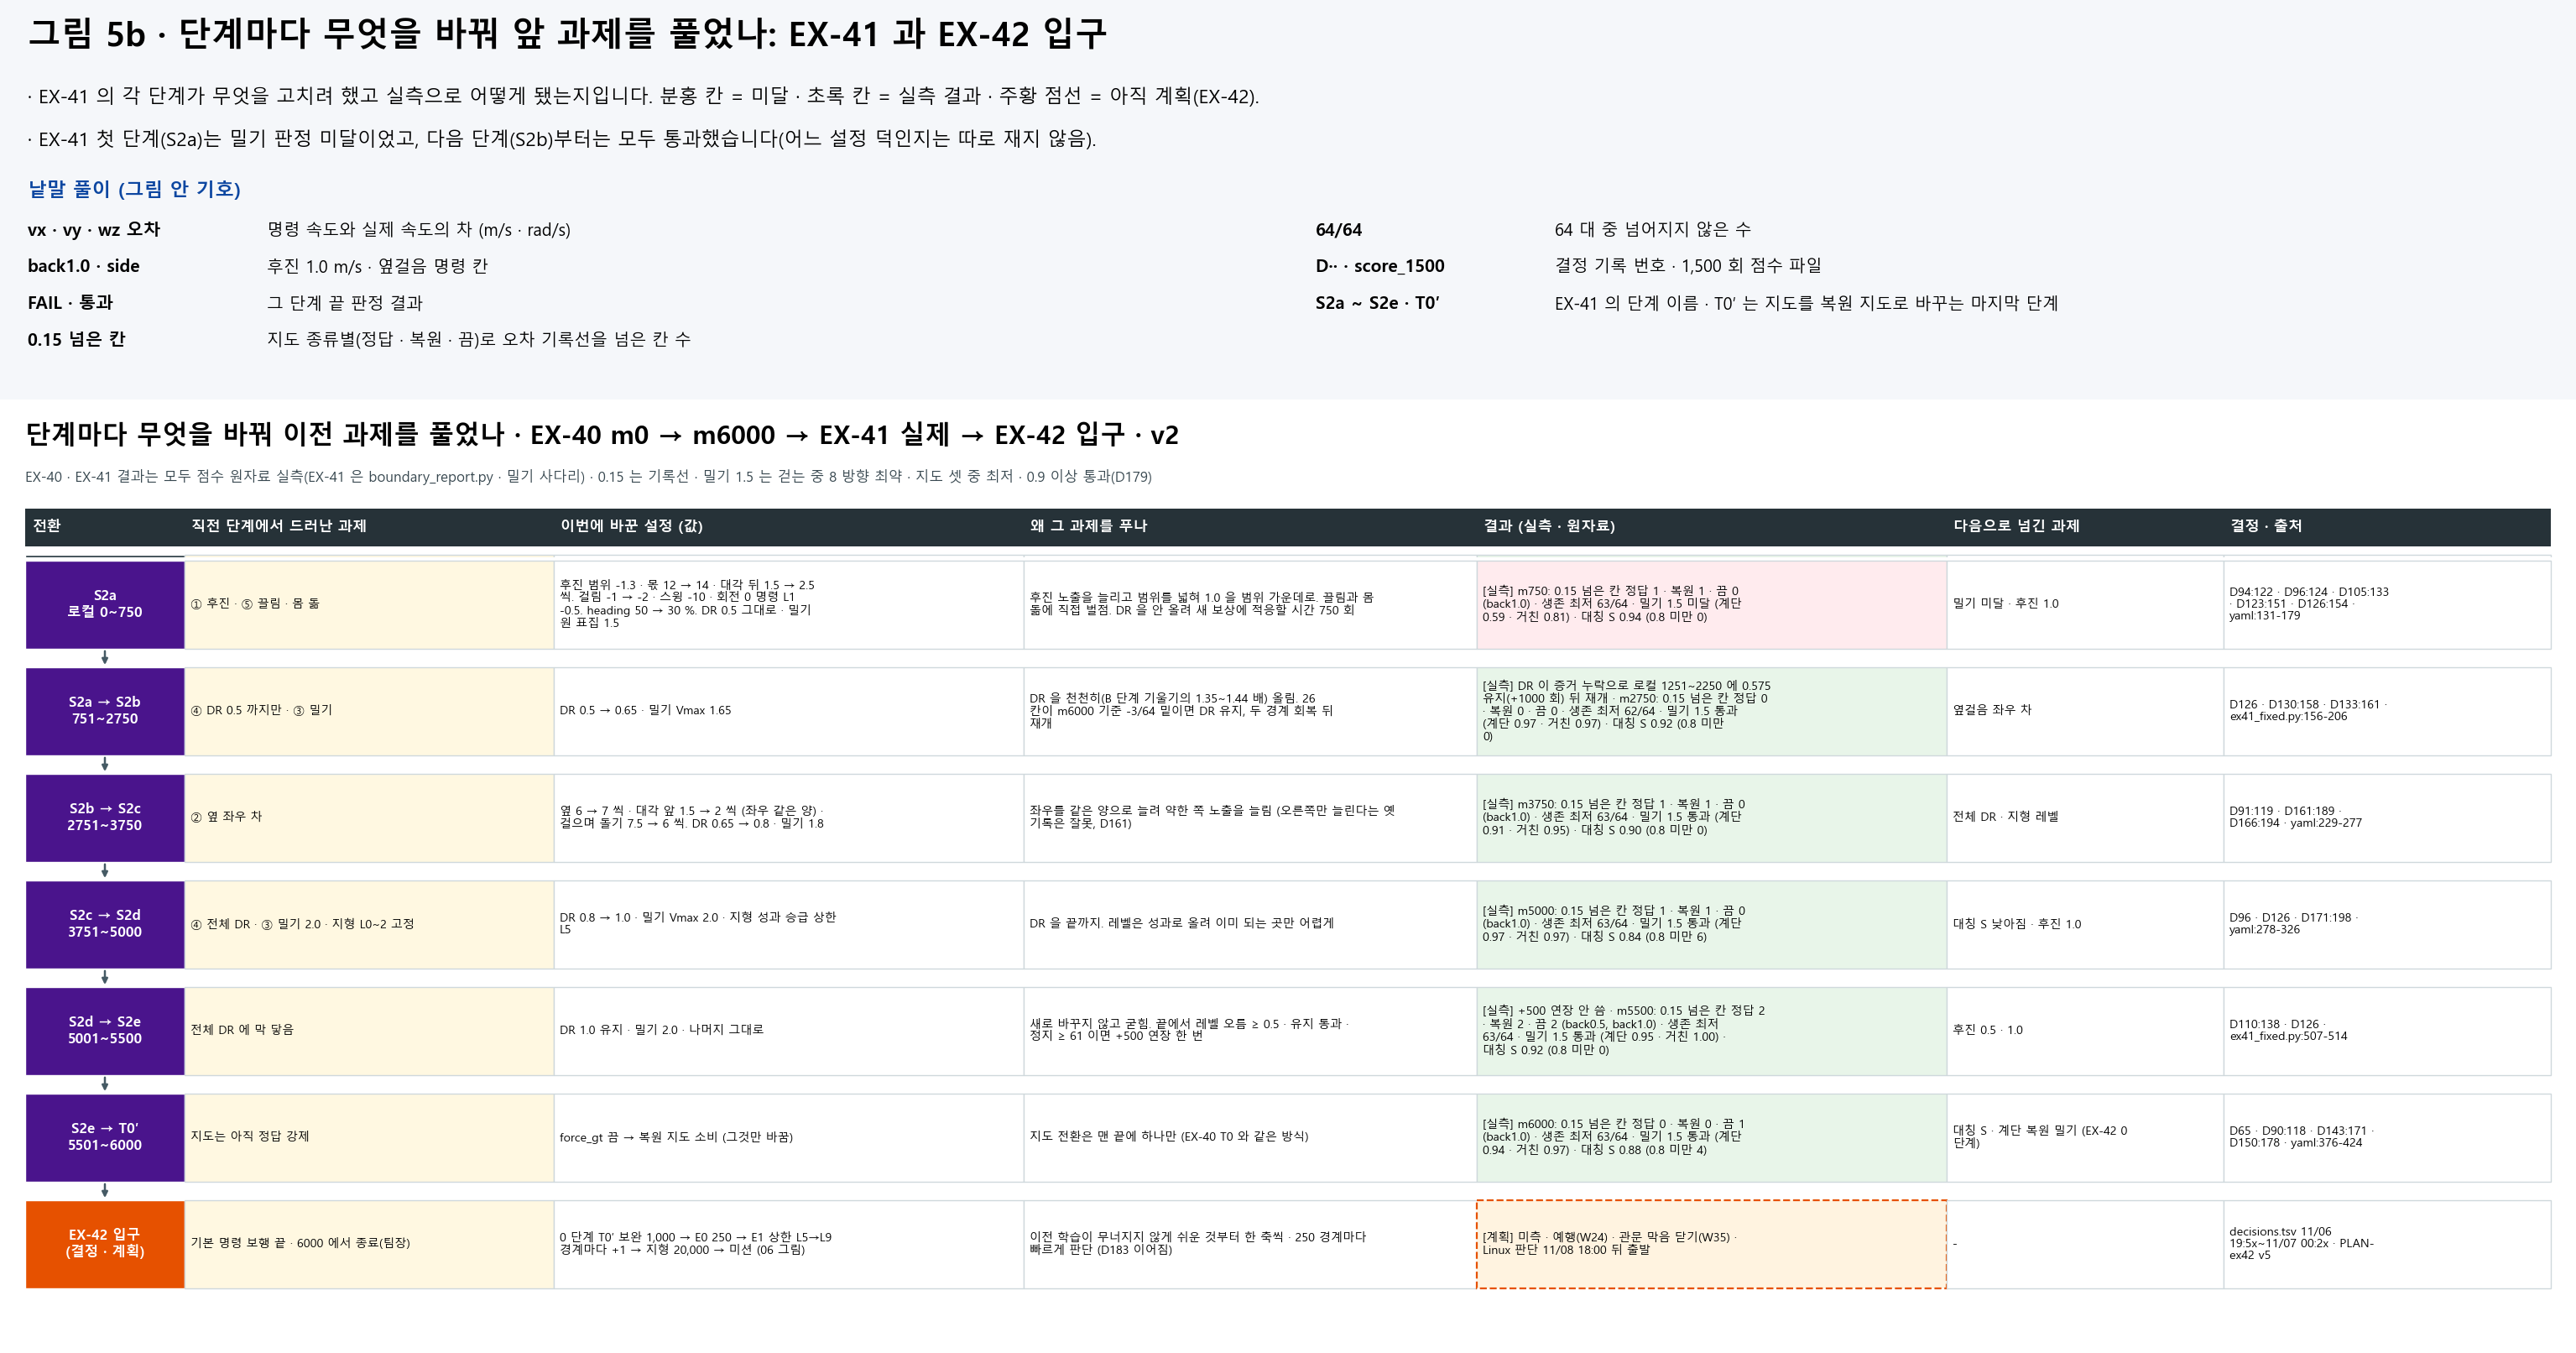 그림 5b · 단계마다 무엇을 바꿔 앞 과제를 풀었나: EX-41 과 EX-42 입구
· EX-41 의 각 단계가 무엇을 고치려 했고 실측으로 어떻게 됐는지입니다. 분홍 칸 = 미달 · 초록 칸 = 실측 결과 · 주황 점선 = 아직 계획(EX-42).
· EX-41 첫 단계(S2a)는 밀기 판정 미달이었고, 다음 단계(S2b)부터는 모두 통과했습니다(어느 설정 덕인지는 따로 재지 않음).
낱말 풀이 (그림 안 기호)
vx · vy · wz 오차 명령 속도와 실제 속도의 차 (m/s · rad/s)
64/64 64 대 중 넘어지지 않은 수
back1.0 · side 후진 1.0 m/s · 옆걸음 명령 칸
D·· · score_1500 결정 기록 번호 · 1,500 회 점수 파일
FAIL · 통과 그 단계 끝 판정 결과
S2a ~ S2e · T0′ EX-41 의 단계 이름 · T0′ 는 지도를 복원 지도로 바꾸는 마지막 단계
0.15 넘은 칸 지도 종류별(정답 · 복원 · 끔)로 오차 기록선을 넘은 칸 수
단계마다 무엇을 바꿔 이전 과제를 풀었나 · EX-40 m0 → m6000 → EX-41 실제 → EX-42 입구 · v2
EX-40 · EX-41 결과는 모두 점수 원자료 실측(EX-41 은 boundary_report.py · 밀기 사다리) · 0.15 는 기록선 · 밀기 1.5 는 걷는 중 8 방향 최약 · 지도 셋 중 최저 · 0.9 이상 통과(D179)
전환 직전 단계에서 드러난 과제 이번에 바꾼 설정 (값) 왜 그 과제를 푸나 결과 (실측 · 원자료) 다음으로 넘긴 과제 결정 · 출처
S2a
로컬 0~750
① 후진 · ⑤ 끌림 · 몸 돎
후진 범위 -1.3 · 몫 12 → 14 · 대각 뒤 1.5 → 2.5
씩. 걸림 -1 → -2 · 스윙 -10 · 회전 0 명령 L1
-0.5. heading 50 → 30 %. DR 0.5 그대로 · 밀기
원 표집 1.5
후진 노출을 늘리고 범위를 넓혀 1.0 을 범위 가운데로. 끌림과 몸
돎에 직접 벌점. DR 을 안 올려 새 보상에 적응할 시간 750 회
[실측] m750: 0.15 넘은 칸 정답 1 · 복원 1 · 끔 0
(back1.0) · 생존 최저 63/64 · 밀기 1.5 미달 (계단
0.59 · 거친 0.81) · 대칭 S 0.94 (0.8 미만 0)
밀기 미달 · 후진 1.0
D94:122 · D96:124 · D105:133
· D123:151 · D126:154 ·
yaml:131-179
S2a → S2b
751~2750
④ DR 0.5 까지만 · ③ 밀기
DR 0.5 → 0.65 · 밀기 Vmax 1.65
DR 을 천천히(B 단계 기울기의 1.35~1.44 배) 올림. 26
칸이 m6000 기준 -3/64 밑이면 DR 유지, 두 경계 회복 뒤
재개
[실측] DR 이 증거 누락으로 로컬 1251~2250 에 0.575
유지(+1000 회) 뒤 재개 · m2750: 0.15 넘은 칸 정답 0
· 복원 0 · 끔 0 · 생존 최저 62/64 · 밀기 1.5 통과
(계단 0.97 · 거친 0.97) · 대칭 S 0.92 (0.8 미만
0)
옆걸음 좌우 차
D126 · D130:158 · D133:161 ·
ex41_fixed.py:156-206
S2b → S2c
2751~3750
② 옆 좌우 차
옆 6 → 7 씩 · 대각 앞 1.5 → 2 씩 (좌우 같은 양) ·
걸으며 돌기 7.5 → 6 씩. DR 0.65 → 0.8 · 밀기 1.8
좌우를 같은 양으로 늘려 약한 쪽 노출을 늘림 (오른쪽만 늘린다는 옛
기록은 잘못, D161)
[실측] m3750: 0.15 넘은 칸 정답 1 · 복원 1 · 끔 0
(back1.0) · 생존 최저 63/64 · 밀기 1.5 통과 (계단
0.91 · 거친 0.95) · 대칭 S 0.90 (0.8 미만 0)
전체 DR · 지형 레벨
D91:119 · D161:189 ·
D166:194 · yaml:229-277
S2c → S2d
3751~5000
④ 전체 DR · ③ 밀기 2.0 · 지형 L0~2 고정
DR 0.8 → 1.0 · 밀기 Vmax 2.0 · 지형 성과 승급 상한
L5
DR 을 끝까지. 레벨은 성과로 올려 이미 되는 곳만 어렵게
[실측] m5000: 0.15 넘은 칸 정답 1 · 복원 1 · 끔 0
(back1.0) · 생존 최저 63/64 · 밀기 1.5 통과 (계단
0.97 · 거친 0.97) · 대칭 S 0.84 (0.8 미만 6)
대칭 S 낮아짐 · 후진 1.0
D96 · D126 · D171:198 ·
yaml:278-326
S2d → S2e
5001~5500
전체 DR 에 막 닿음
DR 1.0 유지 · 밀기 2.0 · 나머지 그대로
새로 바꾸지 않고 굳힘. 끝에서 레벨 오름 ≥ 0.5 · 유지 통과 ·
정지 ≥ 61 이면 +500 연장 한 번
[실측] +500 연장 안 씀 · m5500: 0.15 넘은 칸 정답 2
· 복원 2 · 끔 2 (back0.5, back1.0) · 생존 최저
63/64 · 밀기 1.5 통과 (계단 0.95 · 거친 1.00) ·
대칭 S 0.92 (0.8 미만 0)
후진 0.5 · 1.0
D110:138 · D126 ·
ex41_fixed.py:507-514
S2e → T0′
5501~6000
지도는 아직 정답 강제
force_gt 끔 → 복원 지도 소비 (그것만 바꿈)
지도 전환은 맨 끝에 하나만 (EX-40 T0 와 같은 방식)
[실측] m6000: 0.15 넘은 칸 정답 0 · 복원 0 · 끔 1
(back1.0) · 생존 최저 63/64 · 밀기 1.5 통과 (계단
0.94 · 거친 0.97) · 대칭 S 0.88 (0.8 미만 4)
대칭 S · 계단 복원 밀기 (EX-42 0
단계)
D65 · D90:118 · D143:171 ·
D150:178 · yaml:376-424
EX-42 입구
(결정 · 계획)
기본 명령 보행 끝 · 6000 에서 종료(팀장)
0 단계 T0′ 보완 1,000 → E0 250 → E1 상한 L5→L9
경계마다 +1 → 지형 20,000 → 미션 (06 그림)
이전 학습이 무너지지 않게 쉬운 것부터 한 축씩 · 250 경계마다
빠르게 판단 (D183 이어짐)
[계획] 미측 · 예행(W24) · 관문 막음 닫기(W35) ·
Linux 판단 11/08 18:00 뒤 출발
-
decisions.tsv 11/06
19:5x~11/07 00:2x · PLAN-
ex42 v5